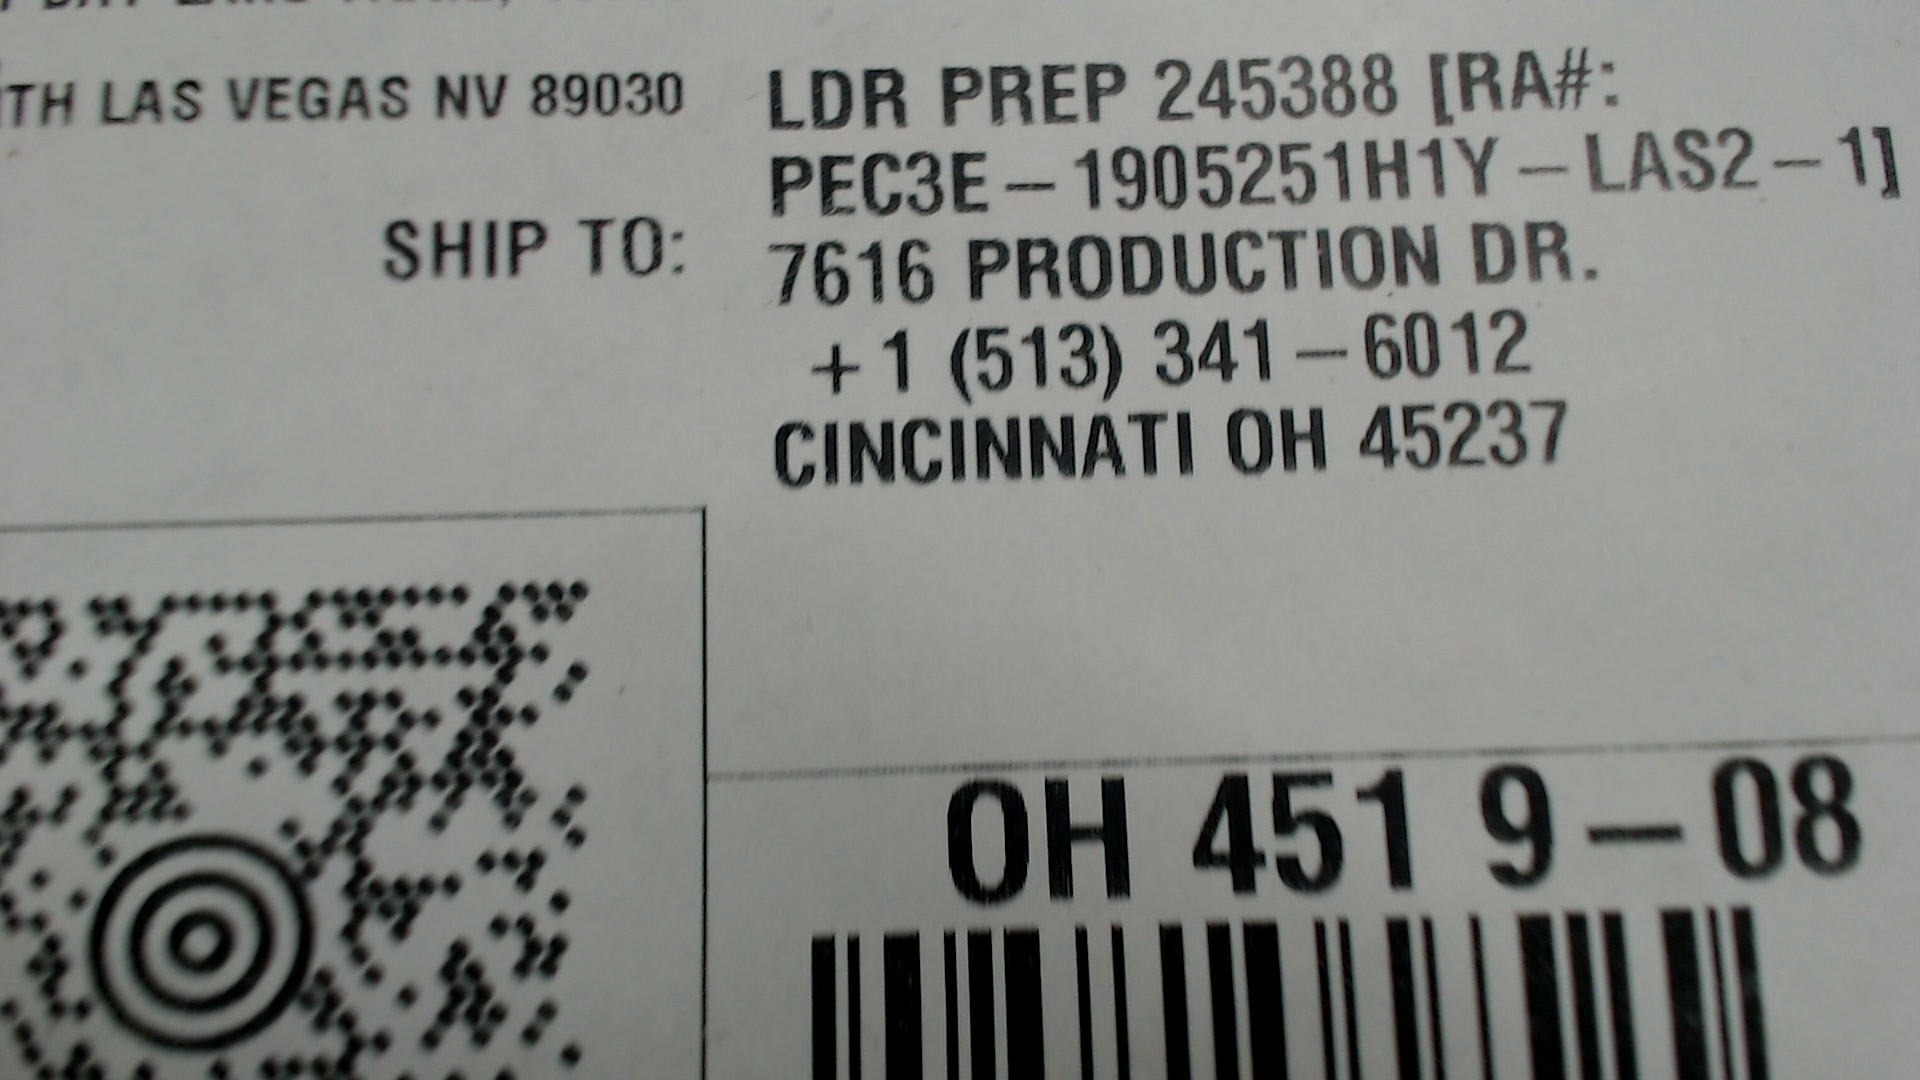 TH LAS VEGAS NV 89030
SHIP TO:
LDR PREP 245388 [RA#:
PEC3E-1905251H1Y-LAS2-1]
7616 PRODUCTION DR.
+1 (513) 341-6012
CINCINNATI OH 45237
OH 451 9-08